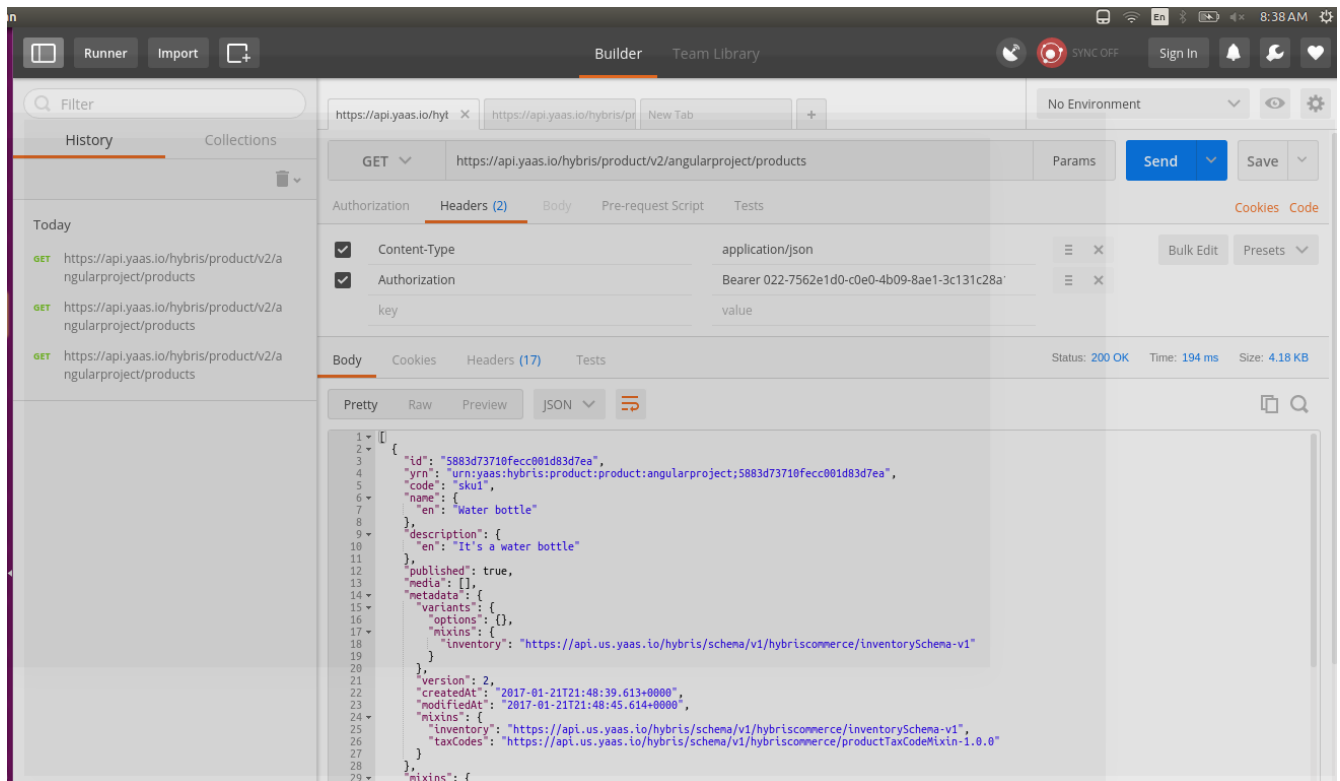 an
En
8:38 AM
Runner
Import
Builder
Team Library
SYNC OFF
Sign In
Filter
History
Collections
Today
GET https://api.yaas.io/hybris/product/v2/a
ngularproject/products
GET https://api.yaas.io/hybris/product/v2/a
ngularproject/products
GET https://api.yaas.io/hybris/product/v2/a
ngularproject/products
https://api.yaas.io/hyt
https://api.yaas.io/hybris/pr
New Tab
+
No Environment
GET
https://api.yaas.io/hybris/product/v2/angularproject/products
Params
Send
Save
Authorization
Headers (2)
Body
Pre-request Script
Tests
Cookies
Code
Content-Type
application/json
Bulk Edit
Presets
Authorization
Bearer 022-7562e1d0-c0e0-4b09-8ae1-3c131c28a
key
value
Body
Cookies
Headers (17)
Tests
Status: 200 OK
Time: 194 ms
Size: 4.18 KB
Pretty
Raw
Preview
JSON
1 [
2 {
3 "id": "5883d73710fecc001d83d7ea",
4 "yrn": "urn:yaas:hybris:product:product:angularproject;5883d73710fecc001d83d7ea",
5 "code": "sku1",
6 "name": {
7 "en": "Water bottle"
8 },
9 "description": {
10 "en": "It's a water bottle"
11 },
12 "published": true,
13 "media": [],
14 "metadata": {
15 "variants": {
16 "options": {},
17 "mixins": {
18 "inventory": "https://api.us.yaas.io/hybris/schema/v1/hybriscommerce/inventorySchema-v1"
19 }
20 },
21 "version": 2,
22 "createdAt": "2017-01-21T21:48:39.613+0000",
23 "modifiedAt": "2017-01-21T21:48:45.614+0000",
24 "mixins": {
25 "inventory": "https://api.us.yaas.io/hybris/schema/v1/hybriscommerce/inventorySchema-v1",
26 "taxCodes": "https://api.us.yaas.io/hybris/schema/v1/hybriscommerce/productTaxCodeMixin-1.0.0"
27 }
28 },
29 "mixins": {